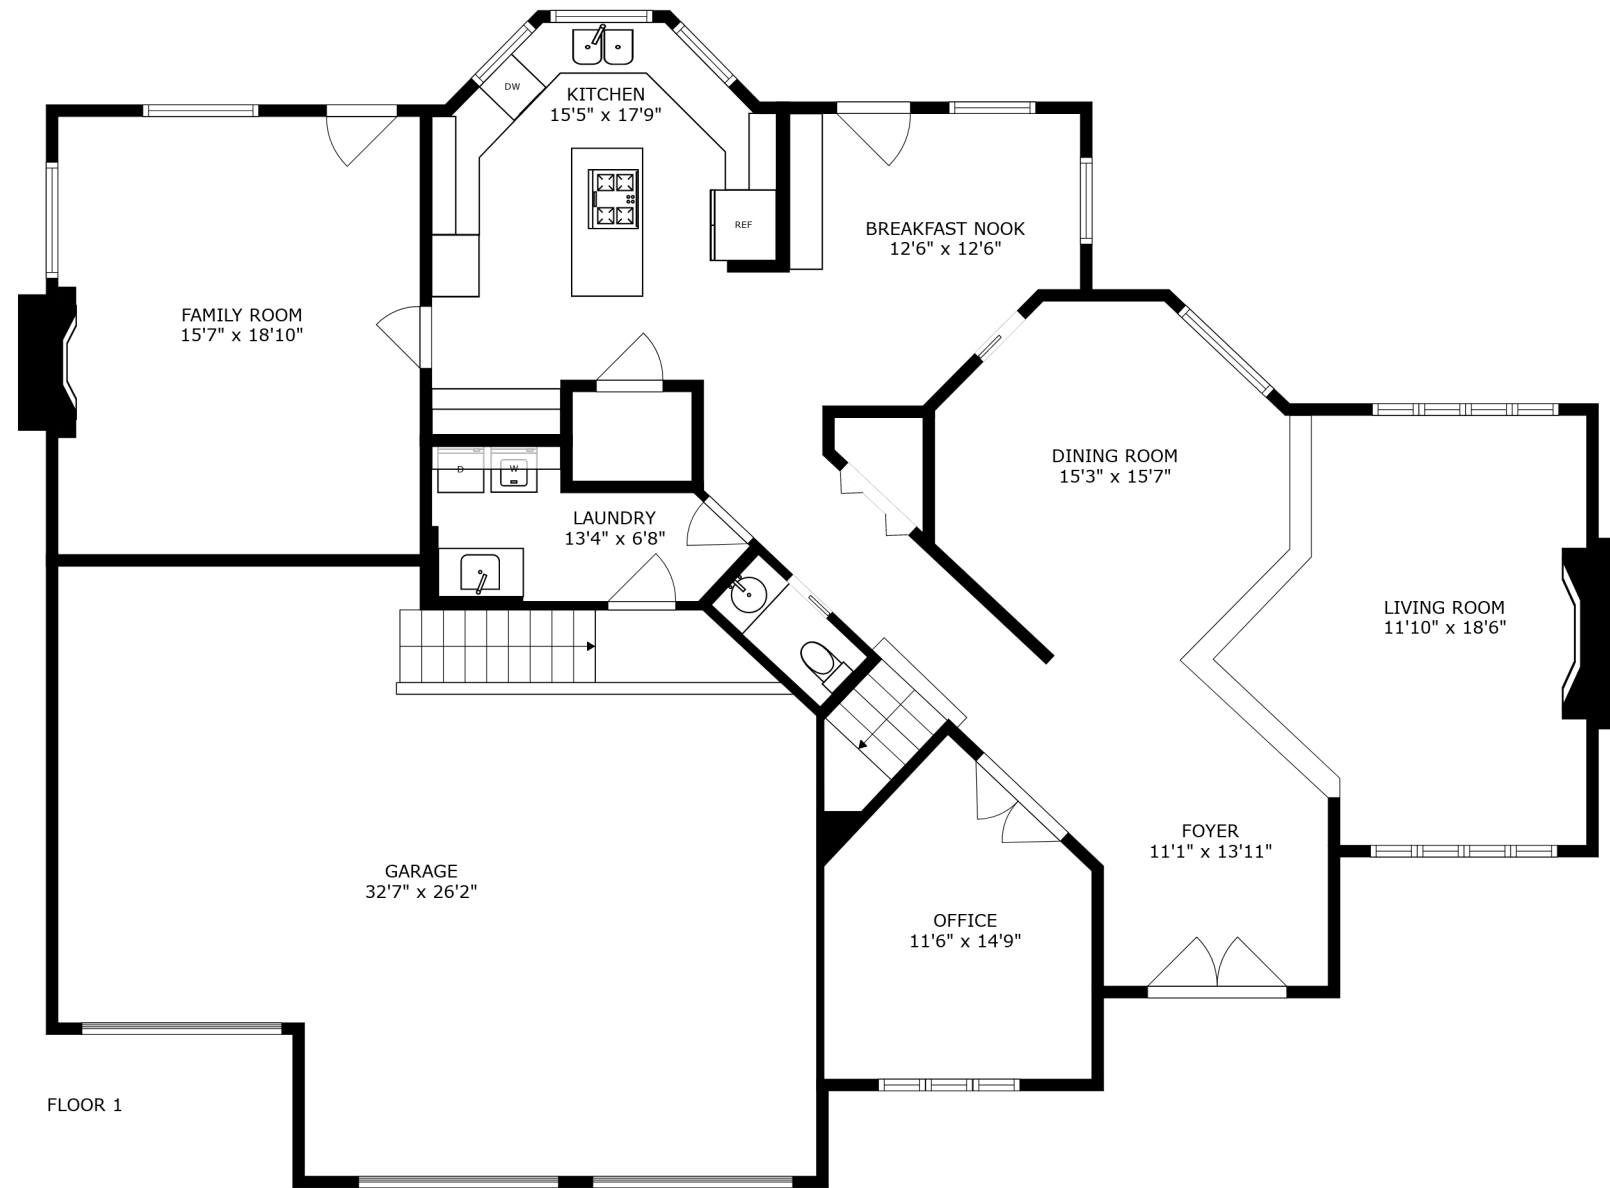 DW
KITCHEN
15'5" x 17'9"
REF
BREAKFAST NOOK
12'6" x 12'6"
FAMILY ROOM
15'7" x 18'10"
DINING ROOM
15'3" x 15'7"
D
W
LAUNDRY
13'4" x 6'8"
LIVING ROOM
11'10" x 18'6"
FOYER
11'1" x 13'11"
GARAGE
32'7" x 26'2"
OFFICE
11'6" x 14'9"
FLOOR 1